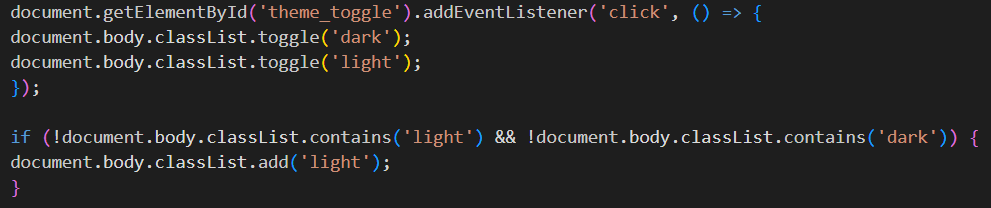 document.getElementById('theme_toggle').addEventListener('click', () => {
document.body.classList.toggle('dark');
document.body.classList.toggle('light');
});

if (!document.body.classList.contains('light') && !document.body.classList.contains('dark')) {
document.body.classList.add('light');
}